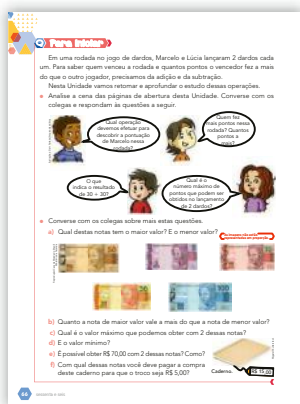 Para iniciar
Em uma rodada no jogo de dardos, Marcelo e Lúcia lançaram 2 dardos cada
um. Para saber quem venceu a rodada e quantos pontos o vencedor fez a mais
do que o outro jogador, precisamos da adição e da subtração.
Nesta Unidade vamos retomar e aprofundar o estudo dessas operações.
Analise a cena das páginas de abertura desta Unidade. Converse com os
colegas e respondam às questões a seguir.
Qual operação
devemos efetuar para
descobrir a pontuação
de Marcelo nessa
rodada?
Quem fez
mais pontos nessa
rodada? Quantos
pontos a
mais?
O que
indica o resultado
de 30 + 30?
Qual é o
número máximo de
pontos que podem ser
obtidos no lançamento
de 2 dardos?
Converse com os colegas sobre mais estas questões.
a) Qual destas notas tem o maior valor? E o menor valor?
As imagens não estão
representadas em proporção.
b) Quanto a nota de maior valor vale a mais do que a nota de menor valor?
c) Qual é o valor máximo que podemos obter com 2 dessas notas?
d) E o valor mínimo?
e) É possível obter R$ 70,00 com 2 dessas notas? Como?
f) Com qual dessas notas você deve pagar a compra
deste caderno para que o troco seja R$ 5,00?
Caderno.
R$ 15,00